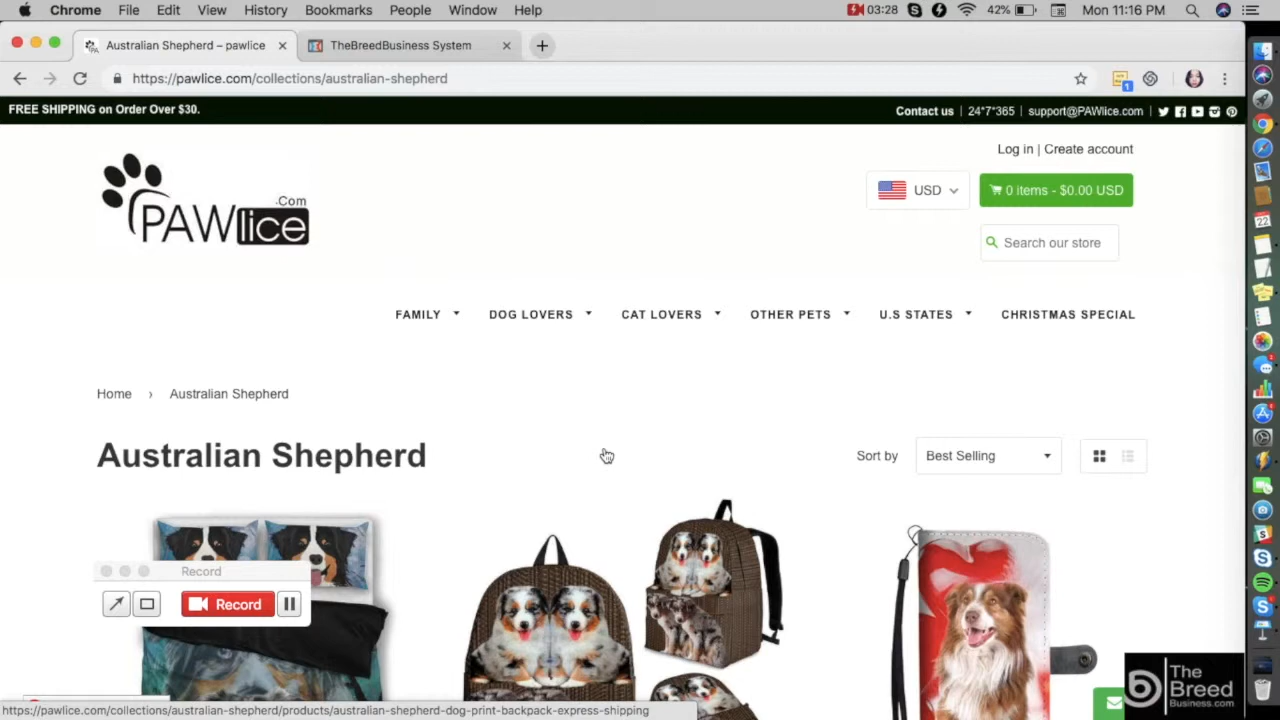 Chrome File Edit View History Bookmarks People Window Help 03:28 42% Mon 11:16 PM
Australian Shepherd – pawlice TheBreedBusiness System
https://pawlice.com/collections/australian-shepherd
FREE SHIPPING on Order Over $30. Contact us | 24*7*365 | support@PAWlice.com |
Log in | Create account
PAWlice .Com
USD 0 items - $0.00 USD
Search our store
FAMILY DOG LOVERS CAT LOVERS OTHER PETS U.S STATES CHRISTMAS SPECIAL
Home › Australian Shepherd
Australian Shepherd Sort by Best Selling
Record
Record
The Breed Business.com
https://pawlice.com/collections/australian-shepherd/products/australian-shepherd-dog-print-backpack-express-shipping